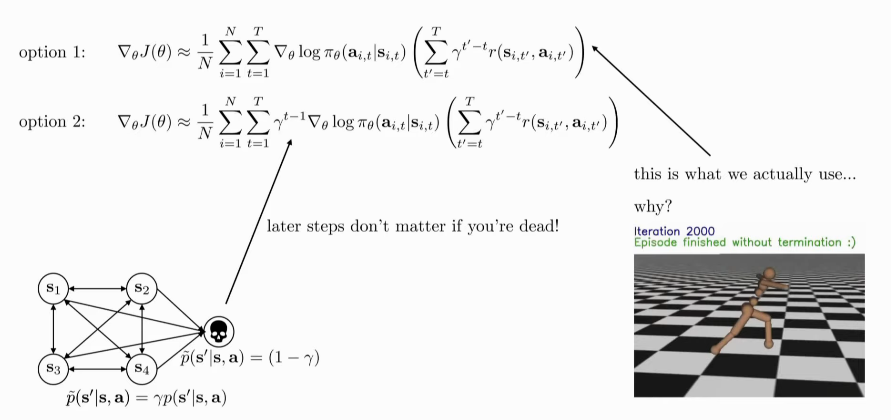 option 1: $\nabla_\theta J(\theta) \approx \frac{1}{N} \sum_{i=1}^{N} \sum_{t=1}^{T} \nabla_\theta \log \pi_\theta(\mathbf{a}_{i,t}|\mathbf{s}_{i,t}) \left( \sum_{t'=t}^{T} \gamma^{t'-t} r(\mathbf{s}_{i,t'}, \mathbf{a}_{i,t'}) \right)$
option 2: $\nabla_\theta J(\theta) \approx \frac{1}{N} \sum_{i=1}^{N} \sum_{t=1}^{T} \gamma^{t-1} \nabla_\theta \log \pi_\theta(\mathbf{a}_{i,t}|\mathbf{s}_{i,t}) \left( \sum_{t'=t}^{T} \gamma^{t'-t} r(\mathbf{s}_{i,t'}, \mathbf{a}_{i,t'}) \right)$
this is what we actually use...
why?
later steps don't matter if you're dead!
Iteration 2000
Episode finished without termination :)
$\mathbf{s}_1$ $\mathbf{s}_2$
$\tilde{p}(\mathbf{s}'|\mathbf{s}, \mathbf{a}) = (1 - \gamma)$
$\mathbf{s}_3$ $\mathbf{s}_4$
$\tilde{p}(\mathbf{s}'|\mathbf{s}, \mathbf{a}) = \gamma p(\mathbf{s}'|\mathbf{s}, \mathbf{a})$